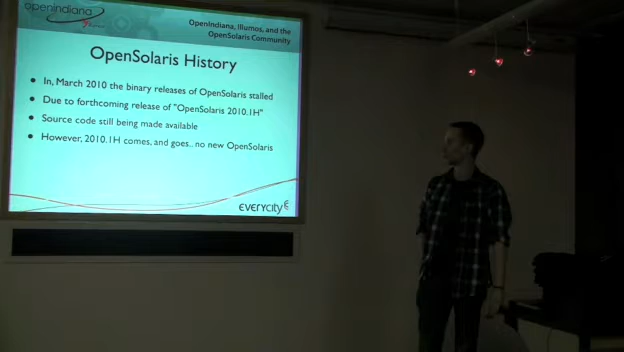 openindiana
OpenIndiana, Illumos, and the
OpenSolaris Community
OpenSolaris History
In, March 2010 the binary releases of OpenSolaris stalled
Due to forthcoming release of "OpenSolaris 2010.1H"
Source code still being made available
However, 2010.1H comes, and goes.. no new OpenSolaris
EVERYCITY